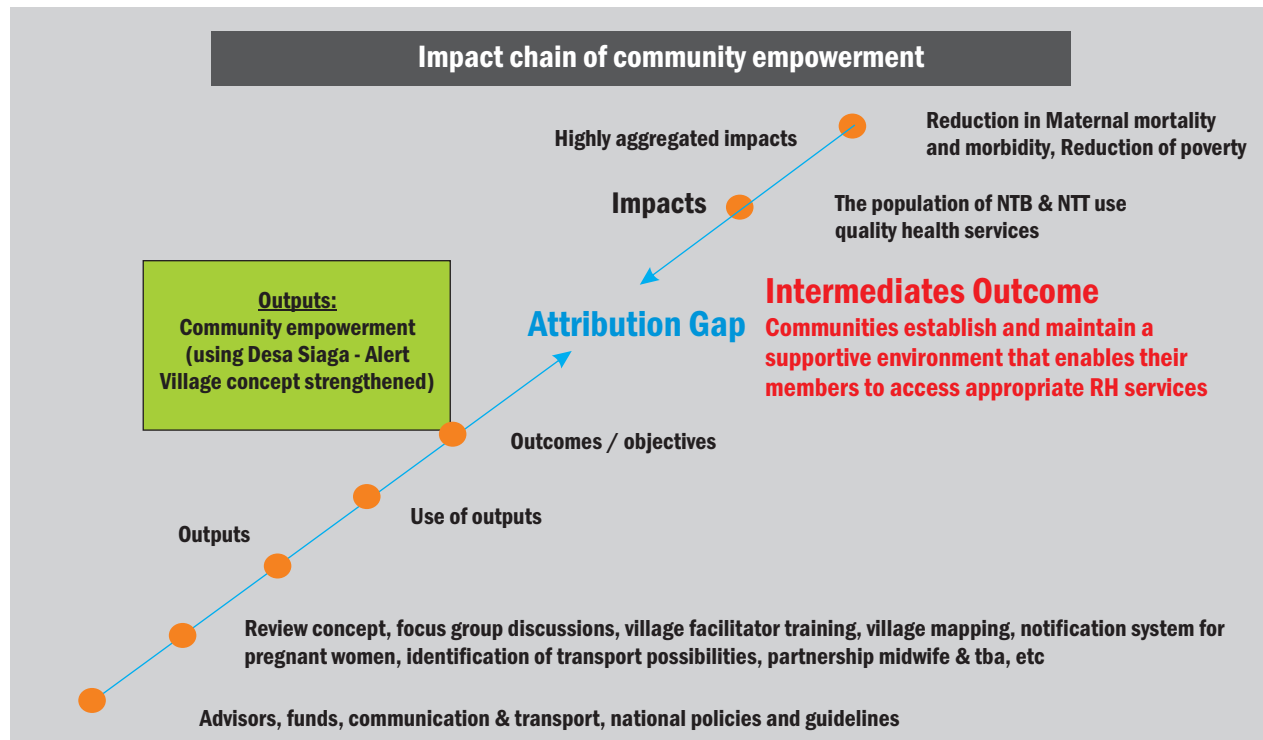 Impact chain of community empowerment
Highly aggregated impacts
Reduction in Maternal mortality
and morbidity, Reduction of poverty
Impacts
The population of NTB & NTT use
quality health services
Outputs:
Community empowerment
(using Desa Siaga - Alert
Village concept strengthened)
Attribution Gap
Intermediates Outcome
Communities establish and maintain a
supportive environment that enables their
members to access appropriate RH services
Outcomes / objectives
Use of outputs
Outputs
Review concept, focus group discussions, village facilitator training, village mapping, notification system for
pregnant women, identification of transport possibilities, partnership midwife & tba, etc
Advisors, funds, communication & transport, national policies and guidelines